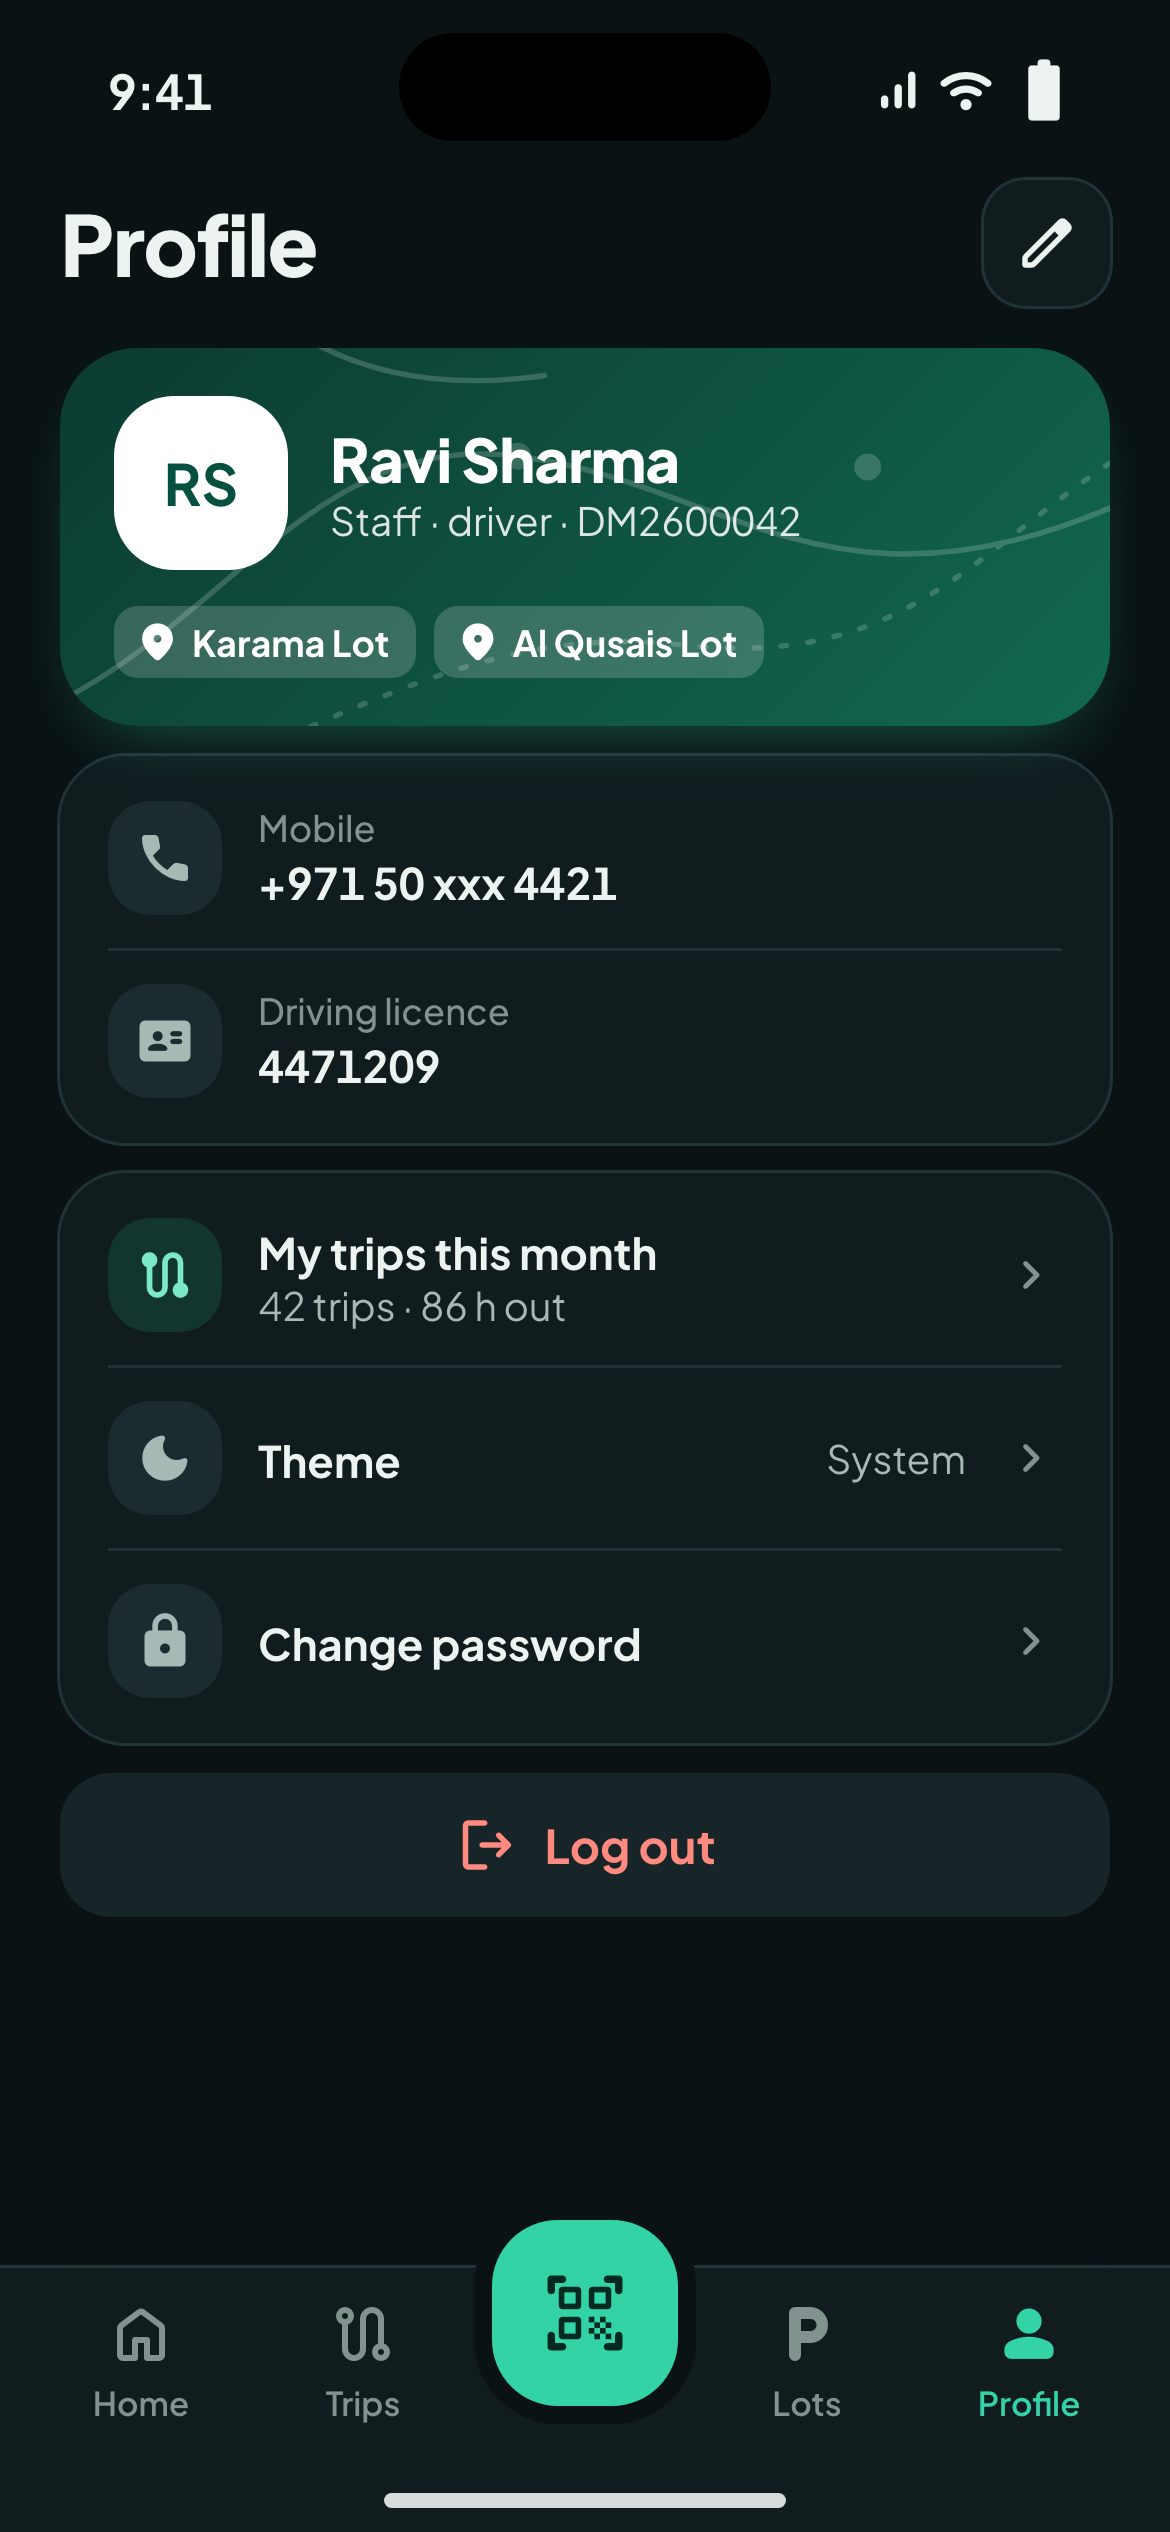 9:41
Profile
RS
Ravi Sharma
Staff · driver · DM2600042
Karama Lot
Al Qusais Lot
Mobile
+971 50 xxx 4421
Driving licence
4471209
My trips this month
42 trips · 86 h out
Theme
System
Change password
Log out
Home
Trips
Lots
Profile